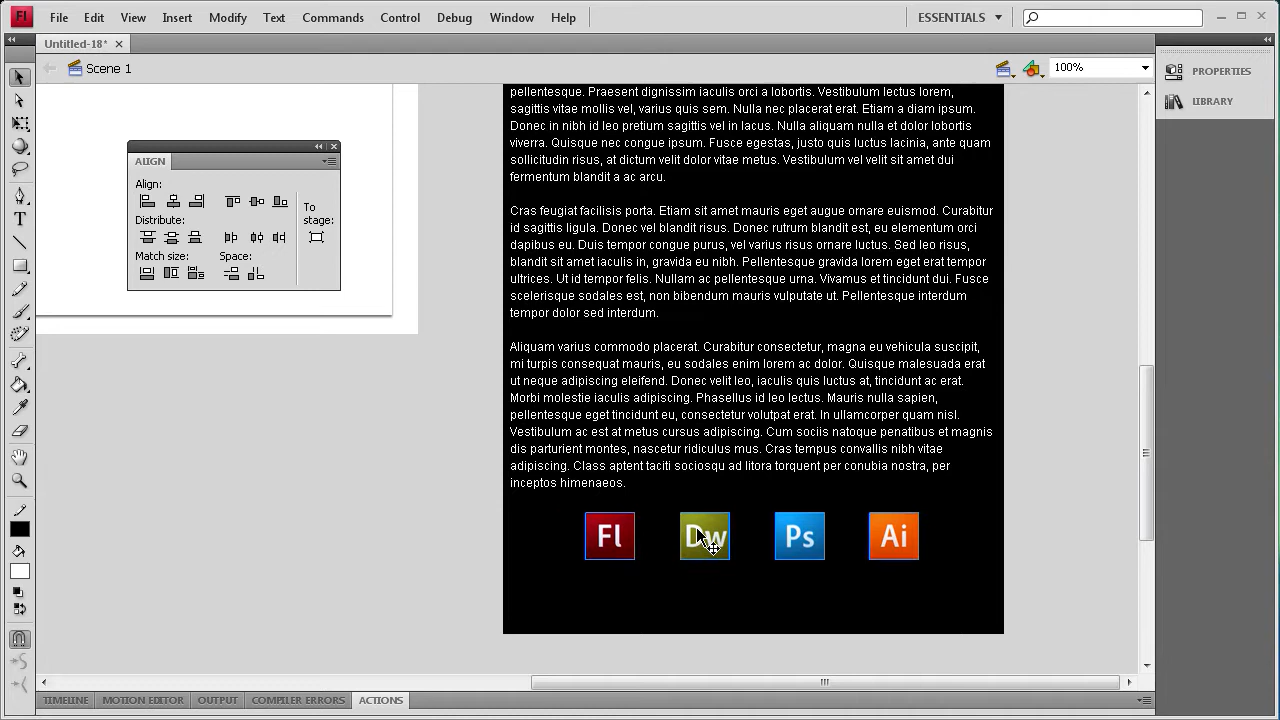 Fl File Edit View Insert Modify Text Commands Control Debug Window Help ESSENTIALS
Untitled-18*
Scene 1 100%
PROPERTIES
LIBRARY
ALIGN
Align:
To
stage:
Distribute:
Match size: Space:
pellentesque. Praesent dignissim iaculis orci a lobortis. Vestibulum lectus lorem,
sagittis vitae mollis vel, varius quis sem. Nulla nec placerat erat. Etiam a diam ipsum.
Donec in nibh id leo pretium sagittis vel in lacus. Nulla aliquam nulla et dolor lobortis
viverra. Quisque nec congue ipsum. Fusce egestas, justo quis luctus lacinia, ante quam
sollicitudin risus, at dictum velit dolor vitae metus. Vestibulum vel velit sit amet dui
fermentum blandit a ac arcu.
Cras feugiat facilisis porta. Etiam sit amet mauris eget augue ornare euismod. Curabitur
id sagittis ligula. Donec vel blandit risus. Donec rutrum blandit est, eu elementum orci
dapibus eu. Duis tempor congue purus, vel varius risus ornare luctus. Sed leo risus,
blandit sit amet iaculis in, gravida eu nibh. Pellentesque gravida lorem eget erat tempor
ultrices. Ut id tempor felis. Nullam ac pellentesque urna. Vivamus et tincidunt dui. Fusce
scelerisque sodales est, non bibendum mauris vulputate ut. Pellentesque interdum
tempor dolor sed interdum.
Aliquam varius commodo placerat. Curabitur consectetur, magna eu vehicula suscipit,
mi turpis consequat mauris, eu sodales enim lorem ac dolor. Quisque malesuada erat
ut neque adipiscing eleifend. Donec velit leo, iaculis quis luctus at, tincidunt ac erat.
Morbi molestie iaculis adipiscing. Phasellus id leo lectus. Mauris nulla sapien,
pellentesque eget tincidunt eu, consectetur volutpat erat. In ullamcorper quam nisl.
Vestibulum ac est at metus cursus adipiscing. Cum sociis natoque penatibus et magnis
dis parturient montes, nascetur ridiculus mus. Cras tempus convallis nibh vitae
adipiscing. Class aptent taciti sociosqu ad litora torquent per conubia nostra, per
inceptos himenaeos.
Fl Dw Ps Ai
TIMELINE MOTION EDITOR OUTPUT COMPILER ERRORS ACTIONS